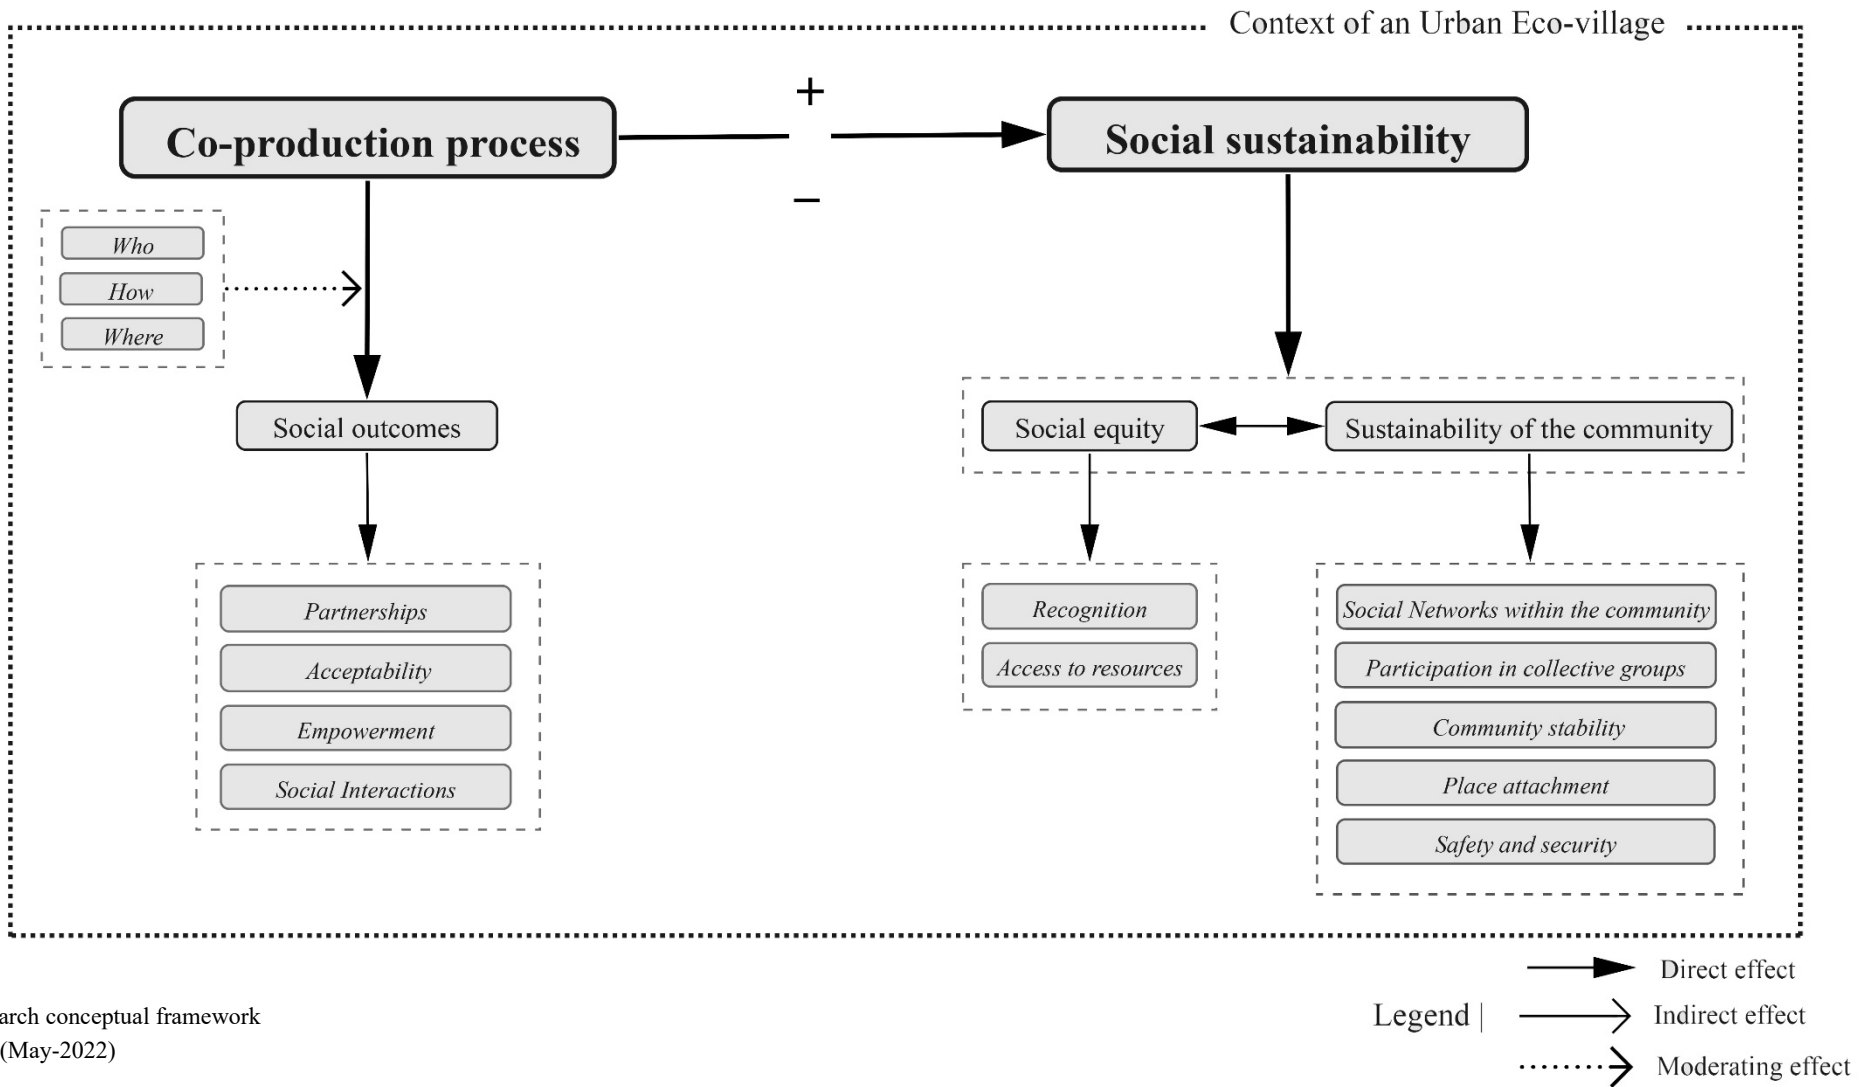 Context of an Urban Eco-village
+
Co-production process
Social sustainability
−
Who
How
Where
Social outcomes
Social equity
Sustainability of the community
Partnerships
Acceptability
Empowerment
Social Interactions
Recognition
Access to resources
Social Networks within the community
Participation in collective groups
Community stability
Place attachment
Safety and security
Direct effect
Legend |
Indirect effect
Moderating effect
conceptual framework
(May-2022)